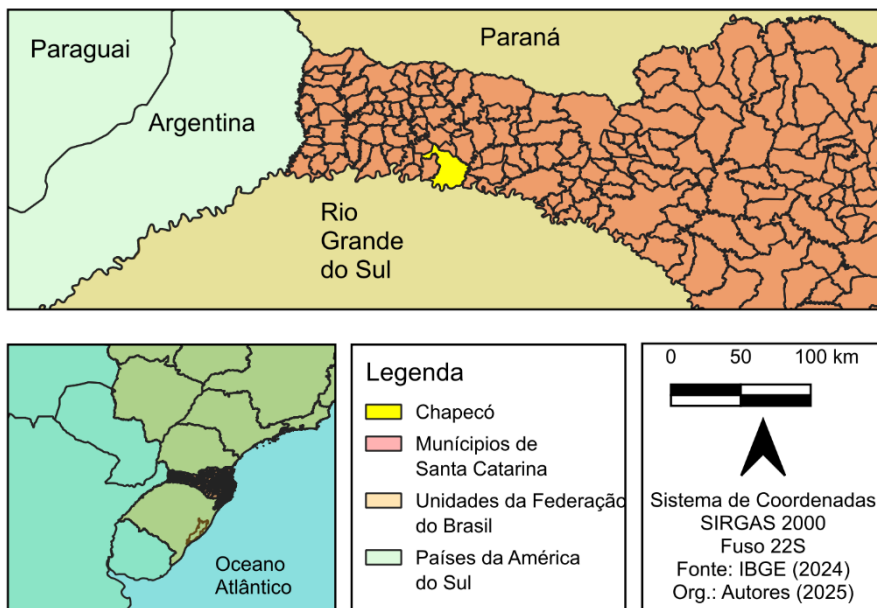 Paraguai
Paraná
Argentina
Rio
Grande
do Sul
Oceano
Atlântico
Legenda
Chapecó
Munícipios de
Santa Catarina
Unidades da Federação
do Brasil
Países da América
do Sul
0 50 100 km
Sistema de Coordenadas
SIRGAS 2000
Fuso 22S
Fonte: IBGE (2024)
Org.: Autores (2025)